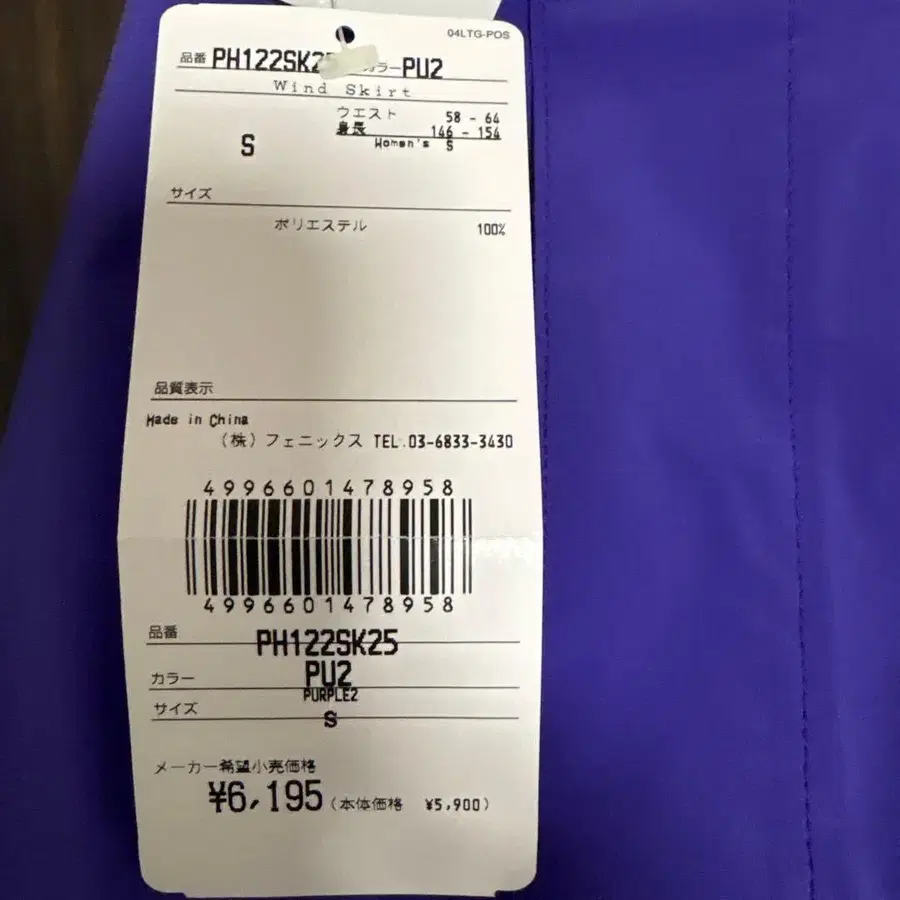 04LTG-POS
品番 PH122SK2 カラー PU2
Wind Skirt
ウエスト 58 - 64
身長 146 - 154
Women's S
S
サイズ
ポリエステル 100%
品質表示
Made in China
(株)フェニックス TEL.03-6833-3430
4996601478958
4996601478958
品番 PH122SK25
カラー PU2
PURPLE2
サイズ S
メーカー希望小売価格
¥6,195 (本体価格 ¥5,900)